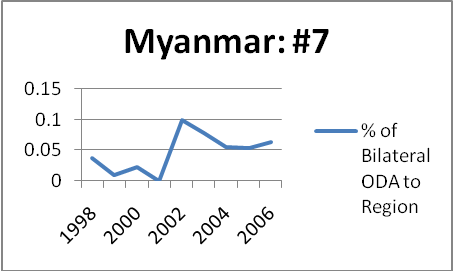 Myanmar: #7
0.15
0.1
0.05
0
1998
2000
2002
2004
2006
% of
Bilateral
ODA to
Region